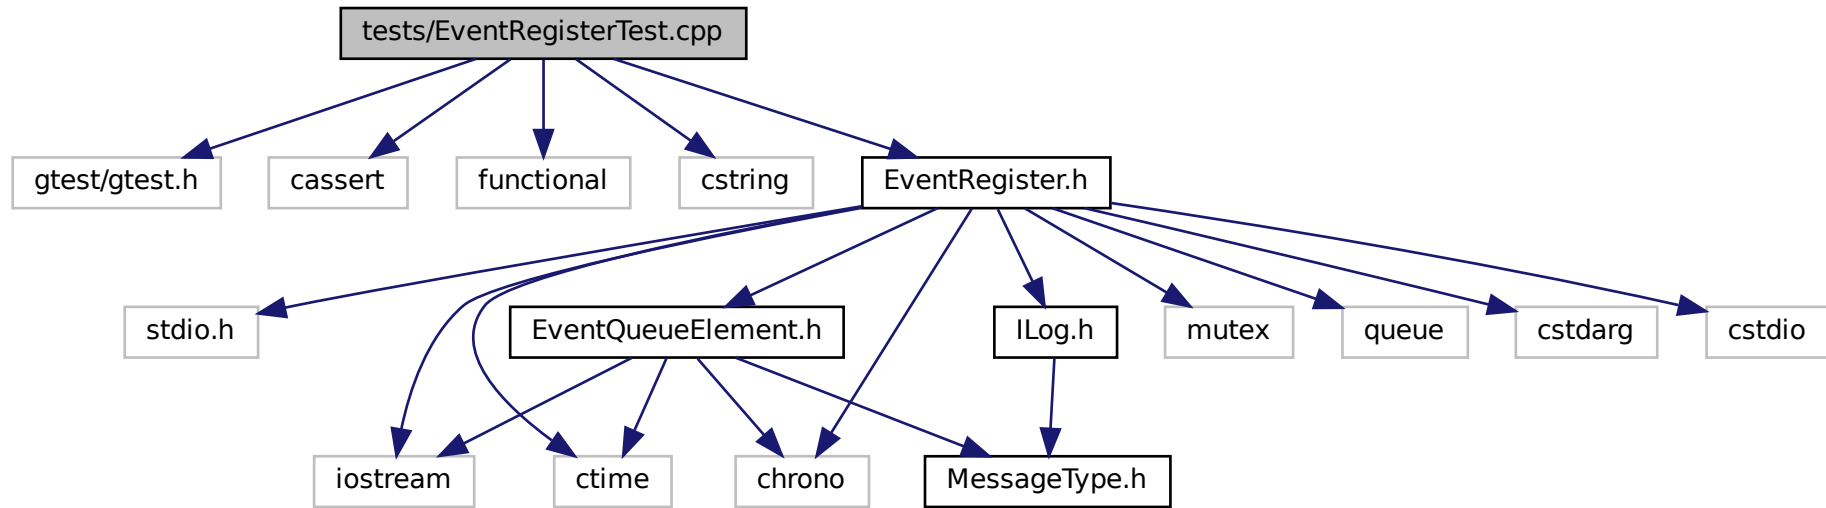 tests/EventRegisterTest.cpp
gtest/gtest.h
cassert
functional
cstring
EventRegister.h
stdio.h
EventQueueElement.h
ILog.h
mutex
queue
cstdarg
cstdio
iostream
ctime
chrono
MessageType.h